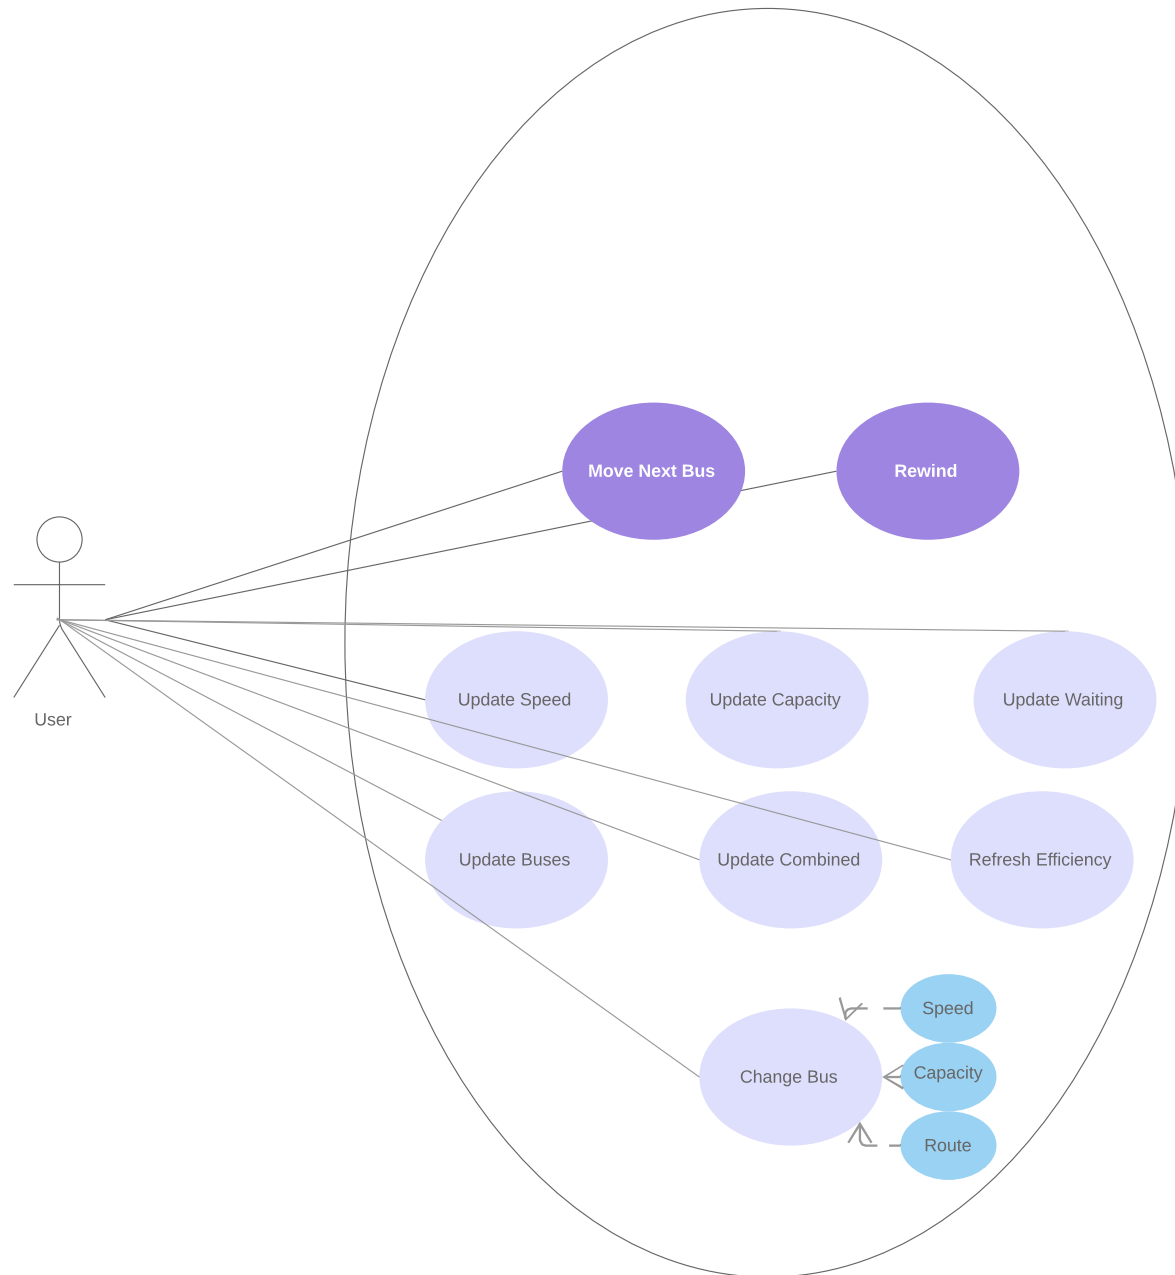 Move Next Bus
Rewind
User
Update Speed
Update Capacity
Update Waiting
Update Buses
Update Combined
Refresh Efficiency
Change Bus
Speed
Capacity
Route